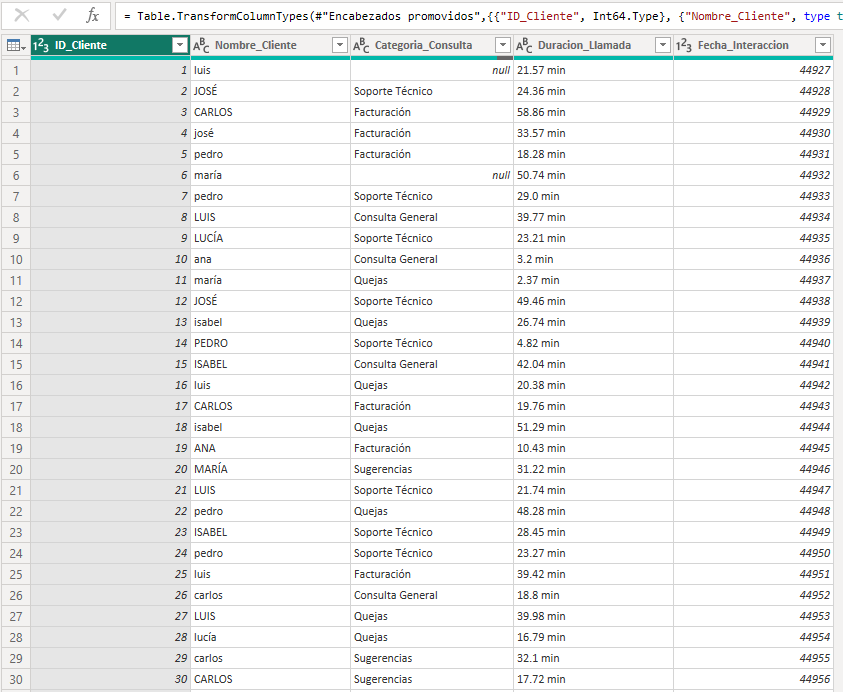 fx = Table.TransformColumnTypes(#"Encabezados promovidos",{{"ID_Cliente", Int64.Type}, {"Nombre_Cliente", type t
123 ID_Cliente ABC Nombre_Cliente ABC Categoria_Consulta ABC Duracion_Llamada 123 Fecha_Interaccion
1 1 luis null 21.57 min 44927
2 2 JOSÉ Soporte Técnico 24.36 min 44928
3 3 CARLOS Facturación 58.86 min 44929
4 4 josé Facturación 33.57 min 44930
5 5 pedro Facturación 18.28 min 44931
6 6 maría null 50.74 min 44932
7 7 pedro Soporte Técnico 29.0 min 44933
8 8 LUIS Consulta General 39.77 min 44934
9 9 LUCÍA Soporte Técnico 23.21 min 44935
10 10 ana Consulta General 3.2 min 44936
11 11 maría Quejas 2.37 min 44937
12 12 JOSÉ Soporte Técnico 49.46 min 44938
13 13 isabel Quejas 26.74 min 44939
14 14 PEDRO Soporte Técnico 4.82 min 44940
15 15 ISABEL Consulta General 42.04 min 44941
16 16 luis Quejas 20.38 min 44942
17 17 CARLOS Facturación 19.76 min 44943
18 18 isabel Quejas 51.29 min 44944
19 19 ANA Facturación 10.43 min 44945
20 20 MARÍA Sugerencias 31.22 min 44946
21 21 LUIS Soporte Técnico 21.74 min 44947
22 22 pedro Quejas 48.28 min 44948
23 23 ISABEL Soporte Técnico 28.45 min 44949
24 24 pedro Soporte Técnico 23.27 min 44950
25 25 luis Facturación 39.42 min 44951
26 26 carlos Consulta General 18.8 min 44952
27 27 LUIS Quejas 39.98 min 44953
28 28 lucía Quejas 16.79 min 44954
29 29 carlos Sugerencias 32.1 min 44955
30 30 CARLOS Sugerencias 17.72 min 44956